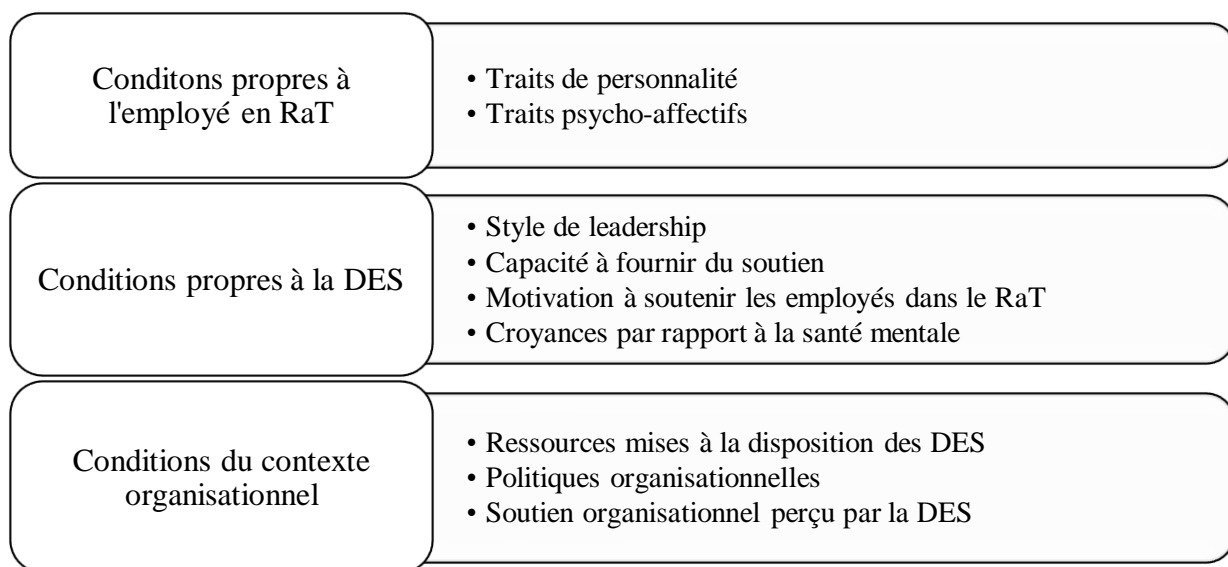 Conditons propres à
l'employé en RaT
• Traits de personnalité
• Traits psycho-affectifs
Conditions propres à la DES
• Style de leadership
• Capacité à fournir du soutien
• Motivation à soutenir les employés dans le RaT
• Croyances par rapport à la santé mentale
Conditions du contexte
organisationnel
• Ressources mises à la disposition des DES
• Politiques organisationnelles
• Soutien organisationnel perçu par la DES